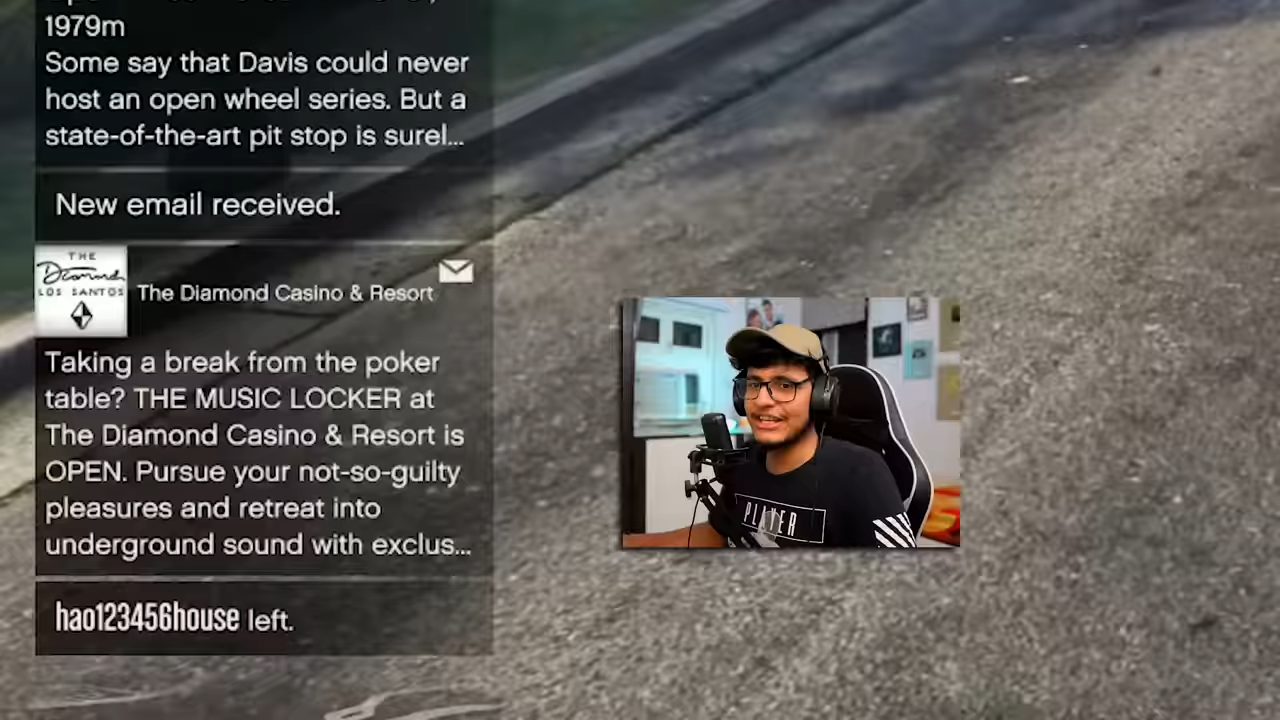 1979m
Some say that Davis could never
host an open wheel series. But a
state-of-the-art pit stop is surel...
New email received.
THE
Diamond
LOS SANTOS
The Diamond Casino & Resort
Taking a break from the poker
table? THE MUSIC LOCKER at
The Diamond Casino & Resort is
OPEN. Pursue your not-so-guilty
pleasures and retreat into
underground sound with exclus...
hao123456house left.
PLAYER